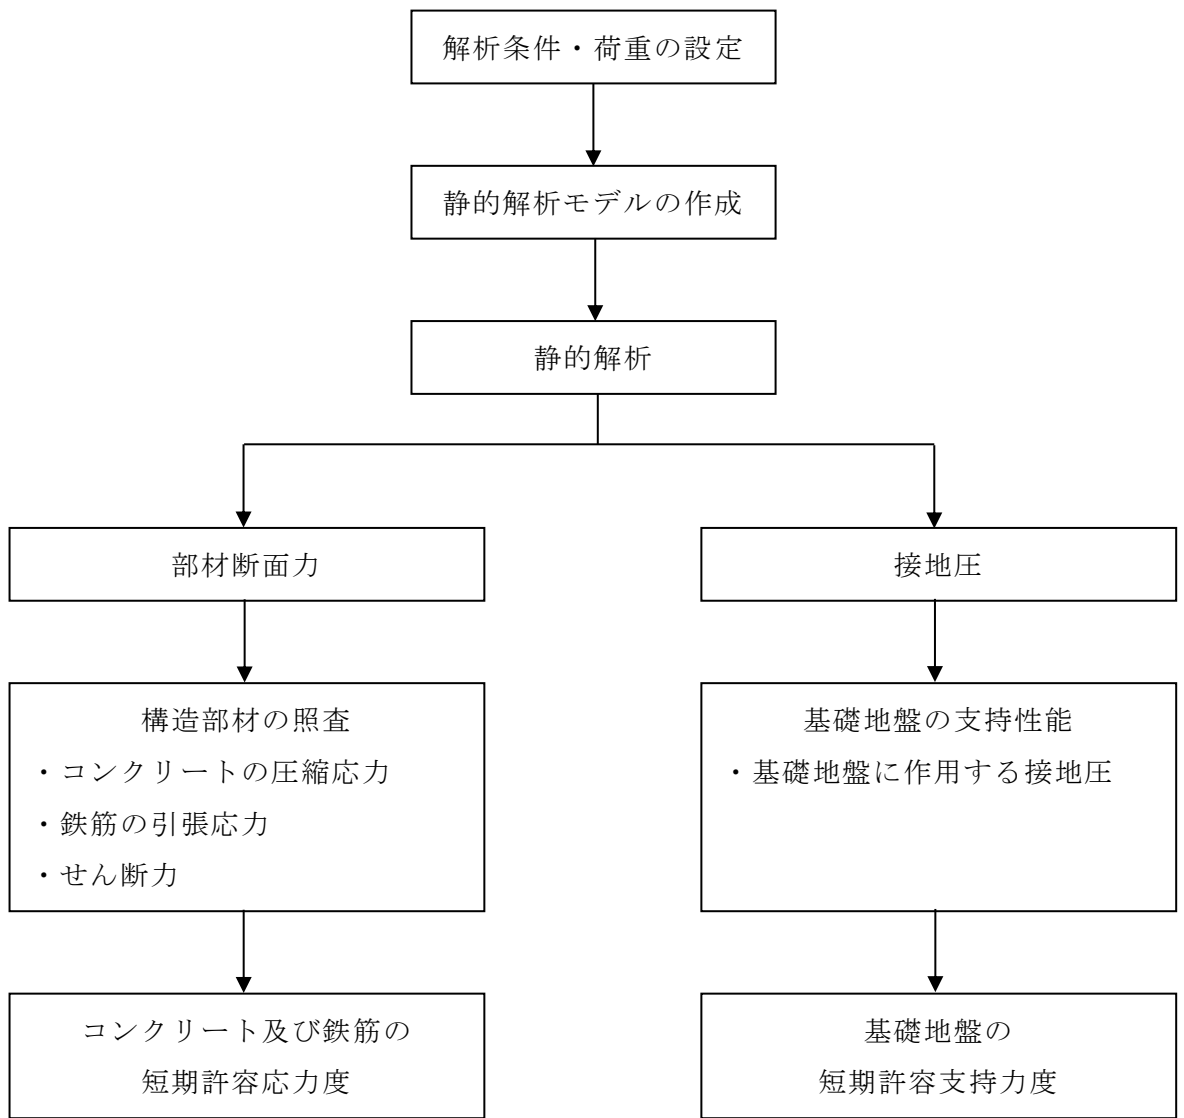 解析条件・荷重の設定
静的解析モデルの作成
静的解析
部材断面力
接地圧
構造部材の照査
・コンクリートの圧縮応力
・鉄筋の引張応力
・せん断力
基礎地盤の支持性能
・基礎地盤に作用する接地圧
コンクリート及び鉄筋の
短期許容応力度
基礎地盤の
短期許容支持力度